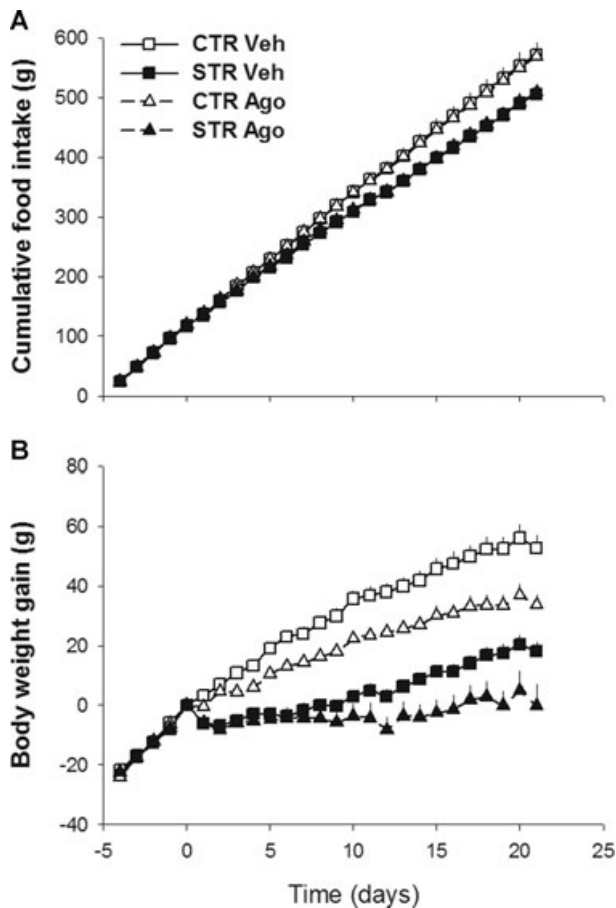 A
CTR Veh
STR Veh
CTR Ago
STR Ago
Cumulative food intake (g)
600
500
400
300
200
100
0
B
Body weight gain (g)
80
60
40
20
0
-20
-40
-5 0 5 10 15 20 25
Time (days)